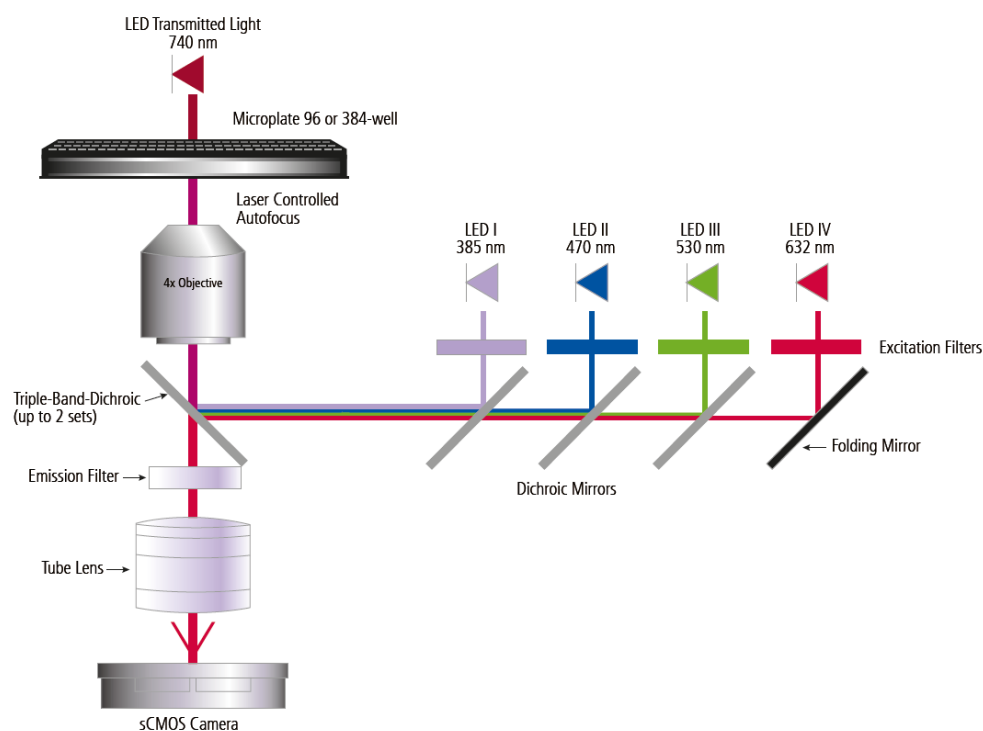 LED Transmitted Light
740 nm
Microplate 96 or 384-well
Laser Controlled
Autofocus
4x Objective
LED I
385 nm
LED II
470 nm
LED III
530 nm
LED IV
632 nm
Excitation Filters
Triple-Band-Dichroic
(up to 2 sets)
Folding Mirror
Emission Filter
Dichroic Mirrors
Tube Lens
sCMOS Camera